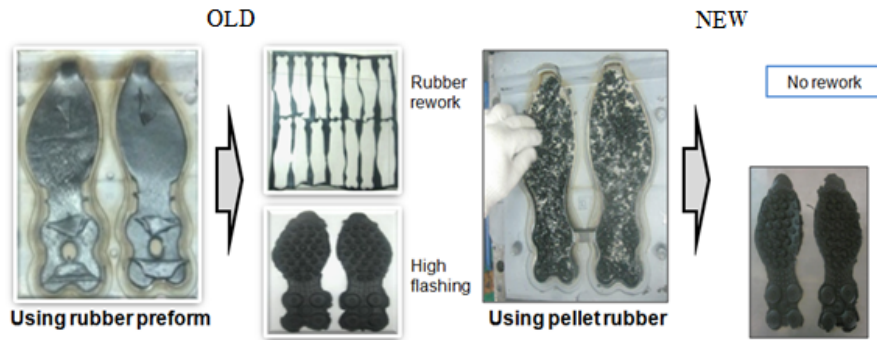 OLD
NEW
Rubber
rework
No rework
High
flashing
Using rubber preform
Using pellet rubber